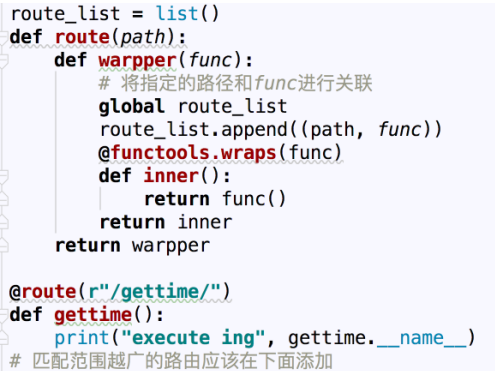 route_list = list()
def route(path):
    def warpper(func):
        # 将指定的路径和func进行关联
        global route_list
        route_list.append((path, func))
        @functools.wraps(func)
        def inner():
            return func()
        return inner
    return warpper

@route(r"/gettime/")
def gettime():
    print("execute ing", gettime.__name__)
# 匹配范围越广的路由应该在下面添加